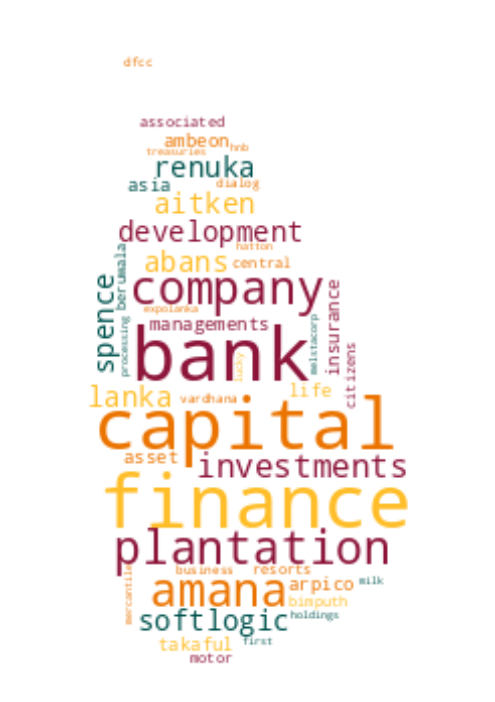 dfcc
associated
ambeon
hnb
treasuries
renuka
asia
dialog
aitken
development
hatton
abans
central
berumala
spence
company
expolanka
insurance
managements
processing
melstacorp
bank
citizens
lucky
lanka
life
vardhana
capital
asset
investments
finance
plantation
business
resorts
mercantile
amana
arpico
milk
bimputh
softlogic
holdings
takaful
first
motor